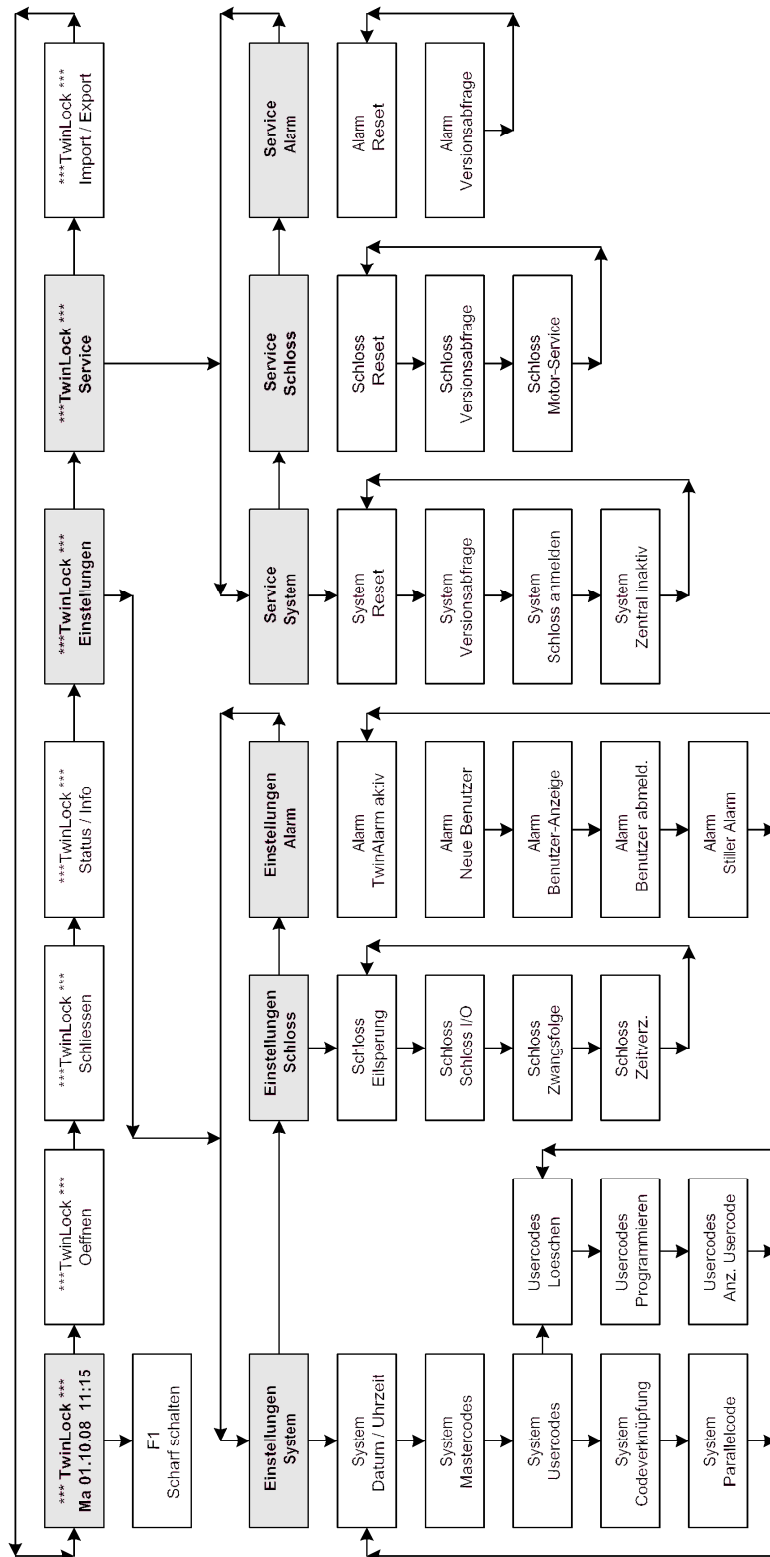 *** TwinLock ***
Ma 01.10.08 11:15
***TwinLock ***
Oeffnen
***TwinLock ***
Schliessen
***TwinLock ***
Status / Info
***TwinLock ***
Einstellungen
***TwinLock ***
Service
***TwinLock ***
Import / Export
F1
Scharf schalten
Einstellungen
System
Einstellungen
Schloss
Einstellungen
Alarm
Service
System
Service
Schloss
Service
Alarm
System
Datum / Uhrzeit
Schloss
Eilsperung
Alarm
TwinAlarm akiv
System
Reset
Schloss
Reset
Alarm
Reset
System
Mastercodes
Schloss
Schloss I/O
Alarm
Neue Benutzer
System
Versionsabfrage
Schloss
Versionsabfrage
Alarm
Versionsabfrage
System
Usercodes
Usercodes
Loeschen
Schloss
Zwangsfolge
Alarm
Benutzer-Anzeige
System
Schloss anmelden
Schloss
Motor-Service
System
Codeverknüpfung
Usercodes
Programmieren
Schloss
Zeitverz.
Alarm
Benutzer abmeld.
System
Zentral inaktiv
System
Parallelcode
Usercodes
Anz. Usercode
Alarm
Stiller Alarm